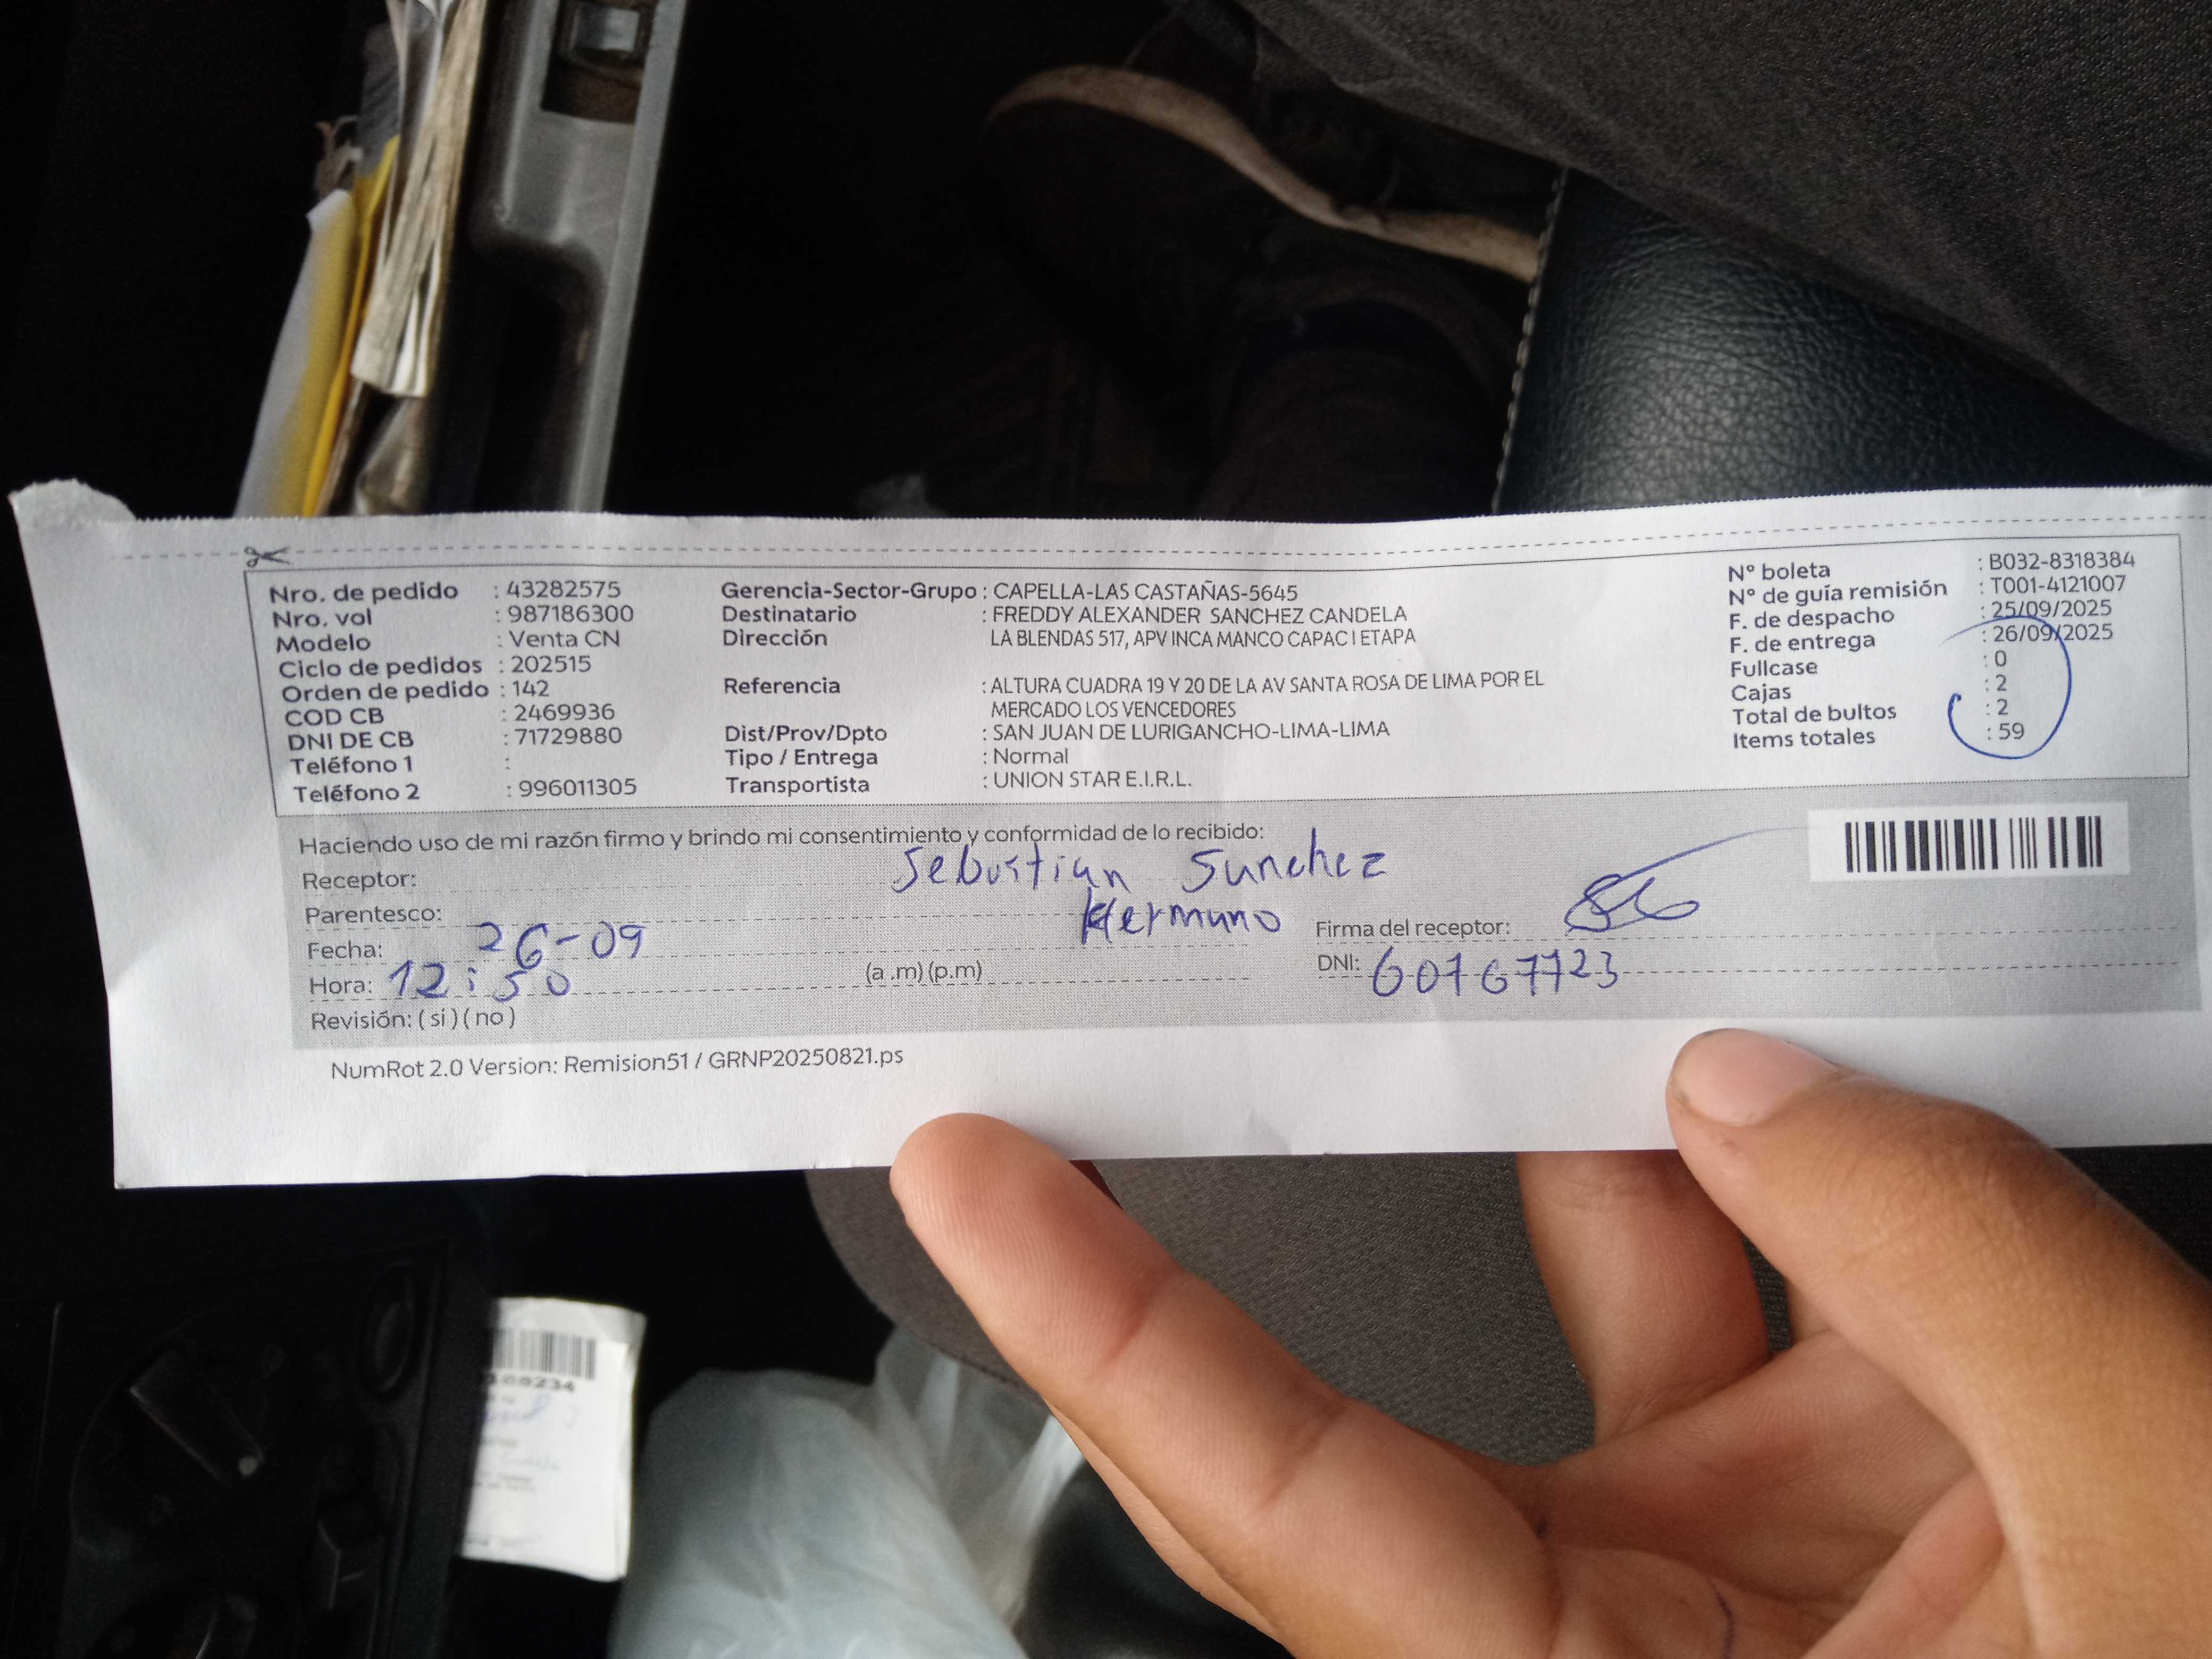 Nro. de pedido : 43282575
Nro. vol : 987186300
Modelo : Venta CN
Ciclo de pedidos : 202515
Orden de pedido : 142
COD CB : 2469936
DNI DE CB : 71729880
Teléfono 1 :
Teléfono 2 : 996011305
Gerencia-Sector-Grupo : CAPELLA-LAS CASTAÑAS-5645
Destinatario : FREDDY ALEXANDER SANCHEZ CANDELA
Dirección LA BLENDAS 517, APV INCA MANCO CAPAC I ETAPA
Referencia : ALTURA CUADRA 19 Y 20 DE LA AV SANTA ROSA DE LIMA POR EL
MERCADO LOS VENCEDORES
Dist/Prov/Dpto : SAN JUAN DE LURIGANCHO-LIMA-LIMA
Tipo / Entrega : Normal
Transportista : UNION STAR E.I.R.L.
N° boleta : B032-8318384
N° de guía remisión : T001-4121007
F. de despacho : 25/09/2025
F. de entrega : 26/09/2025
Fullcase : 0
Cajas : 2
Total de bultos : 2
Items totales : 59
Haciendo uso de mi razón firmo y brindo mi consentimiento y conformidad de lo recibido:
Receptor: Sebastian Sanchez
Parentesco: Hermano
Fecha: 26-09
Hora: 12:50 (a .m) (p.m)
Revisión: ( si ) ( no )
Firma del receptor:
DNI: 60767723
NumRot 2.0 Version: Remision51 / GRNP20250821.ps